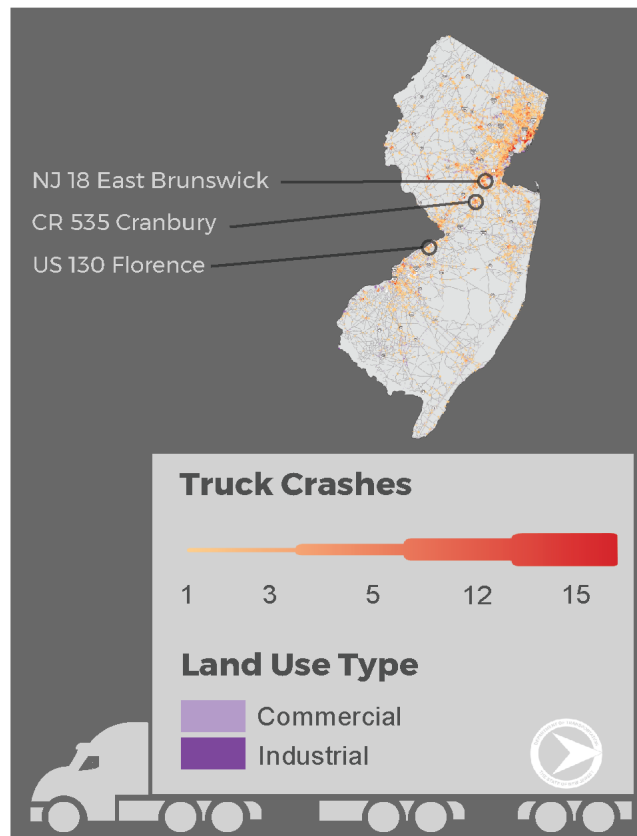 NJ 18 East Brunswick
CR 535 Cranbury
US 130 Florence
Truck Crashes
1 3 5 12 15
Land Use Type
Commercial
Industrial